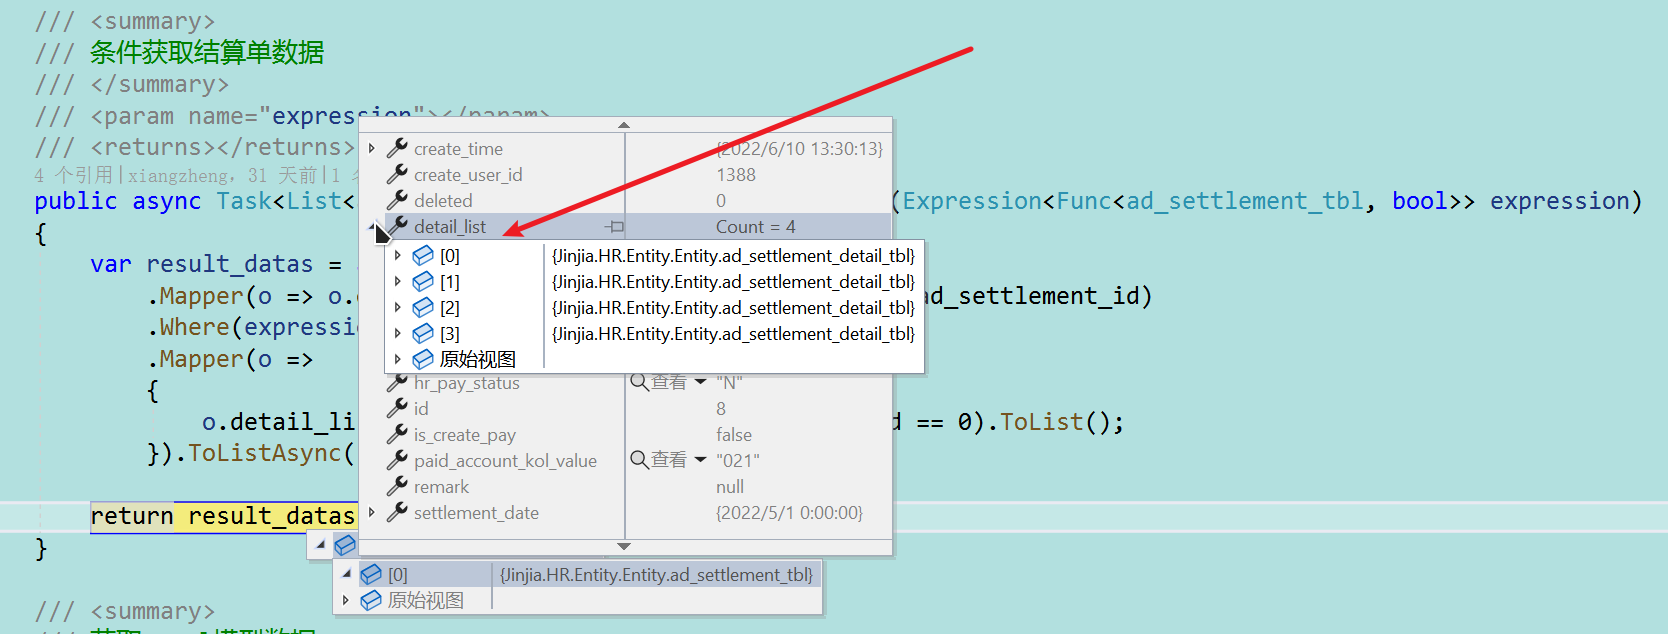 /// <summary>
/// 条件获取结算单数据
/// </summary>
/// <param name="expression"></param>
/// <returns></returns>
4 个引用|xiangzheng，31 天前|1
public async Task<List< (Expression<Func<ad_settlement_tbl, bool>> expression)
{
var result_datas =
.Mapper(o => o. ad_settlement_id)
.Where(expressi
.Mapper(o =>
{
o.detail_li == 0).ToList();
}).ToListAsync(
return result_datas
}
/// <summary>
///
create_time {2022/6/10 13:30:13}
create_user_id 1388
deleted 0
detail_list Count = 4
[0] {Jinjia.HR.Entity.Entity.ad_settlement_detail_tbl}
[1] {Jinjia.HR.Entity.Entity.ad_settlement_detail_tbl}
[2] {Jinjia.HR.Entity.Entity.ad_settlement_detail_tbl}
[3] {Jinjia.HR.Entity.Entity.ad_settlement_detail_tbl}
原始视图
hr_pay_status 查看 "N"
id 8
is_create_pay false
paid_account_kol_value 查看 "021"
remark null
settlement_date {2022/5/1 0:00:00}
[0] {Jinjia.HR.Entity.Entity.ad_settlement_tbl}
原始视图